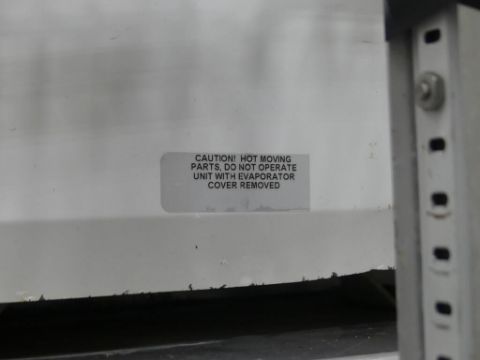 CAUTION! HOT MOVING
PARTS, DO NOT OPERATE
UNIT WITH EVAPORATOR
COVER REMOVED